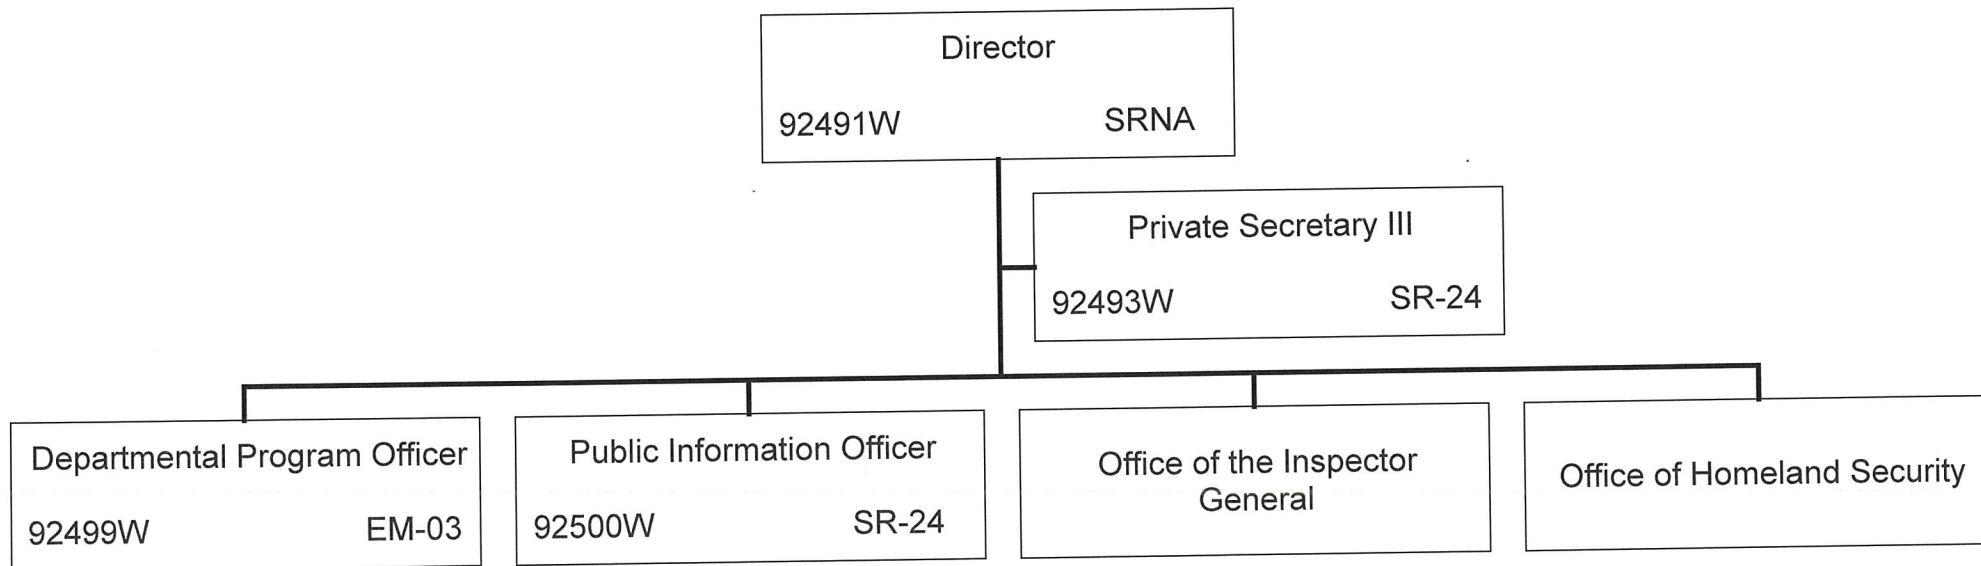 Director
92491W SRNA
Private Secretary III
92493W SR-24
Departmental Program Officer
92499W EM-03
Public Information Officer
92500W SR-24
Office of the Inspector
General
Office of Homeland Security